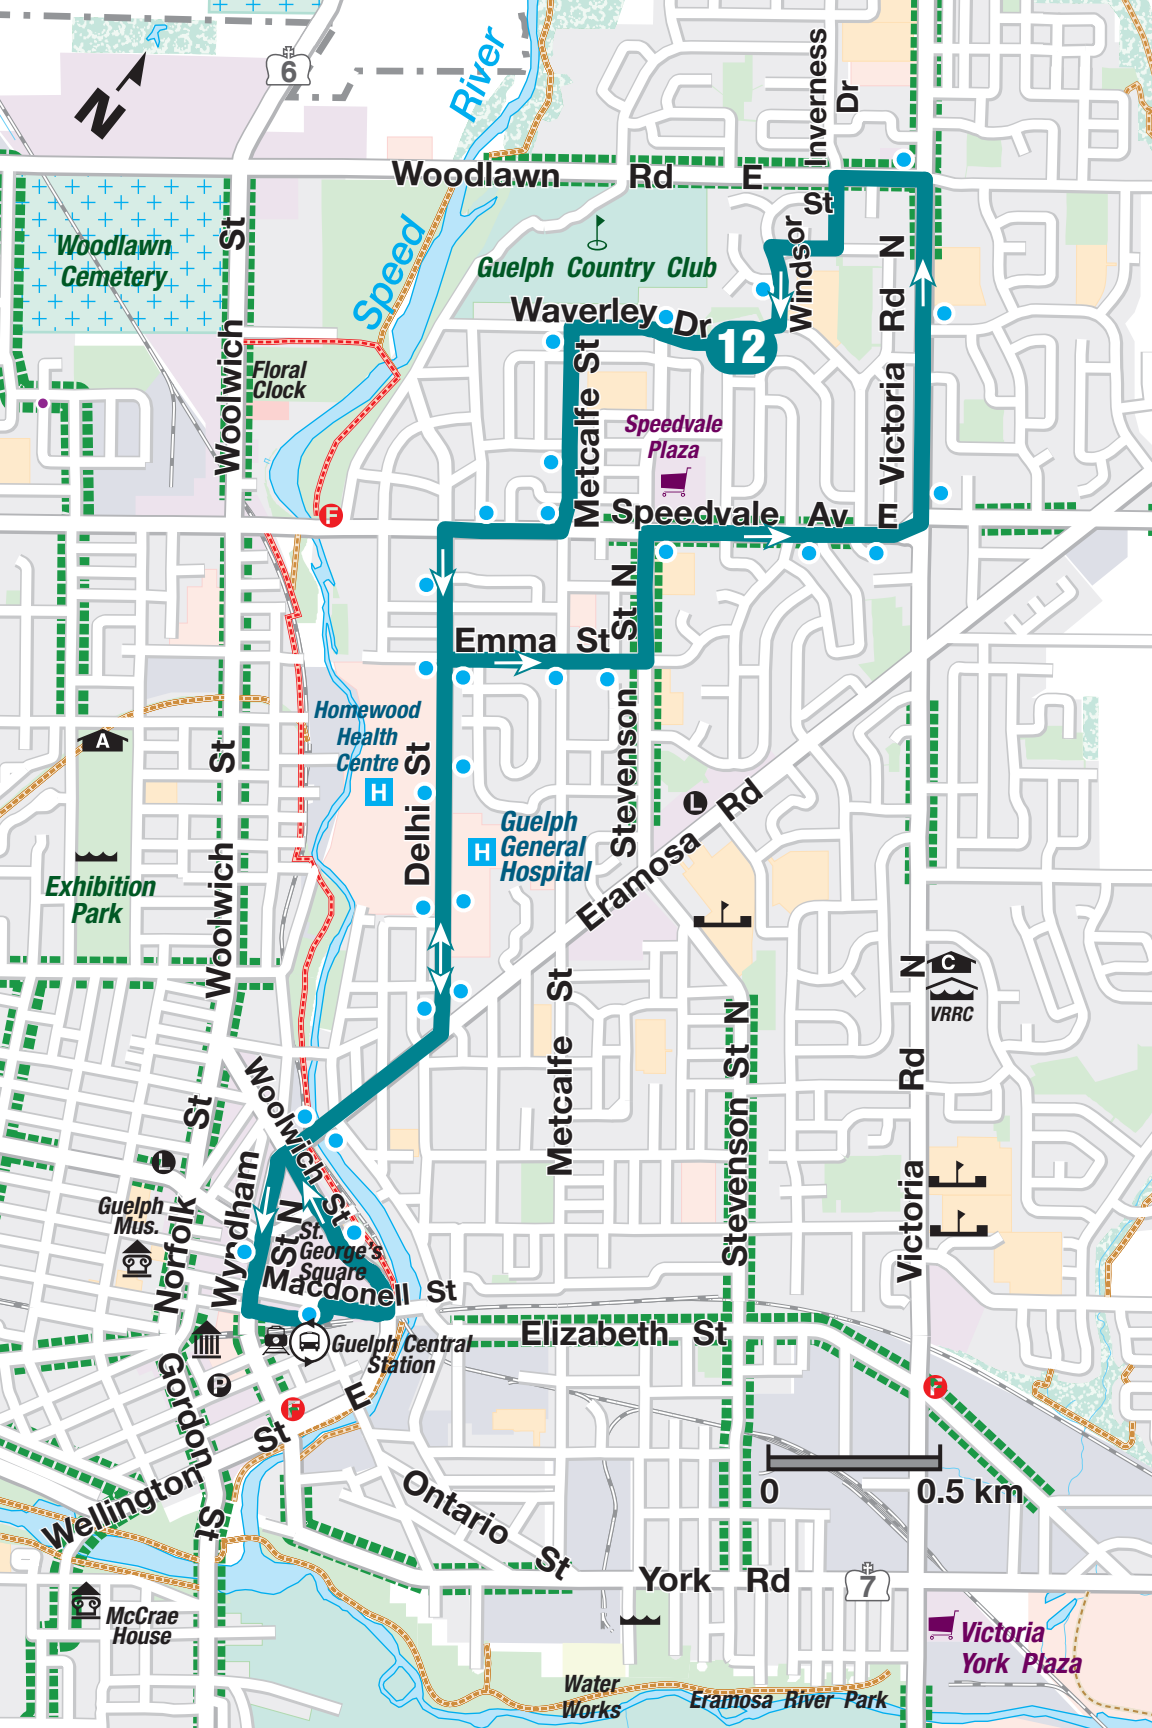 6
River
Inverness
Dr
N
Woodlawn Rd E
St
Woodlawn
Cemetery
St
Speed
Guelph Country Club
Windsor
Rd N
Waverley Dr
12
Floral
Clock
Woolwich
Metcalfe St
Speedvale
Plaza
Victoria
F
Speedvale Av E
Emma St
St N
Homewood
Health
Centre
H
A
St
Delhi St
Stevenson
L
Eramosa Rd
Guelph
General
Hospital
H
Exhibition
Park
Woolwich
C
VRRC
N
Metcalfe St
Stevenson St N
Rd
Woolwich St
St
L
Guelph
Mus.
Norfolk
Wyndham
St N
St.
George's
Square
Macdonell St
Victoria
Guelph Central
Station
Elizabeth St
P
F
F
Gordon
St
Wellington St E
Ontario St
0 0.5 km
York Rd
7
McCrae
House
Victoria
York Plaza
Water
Works
Eramosa River Park